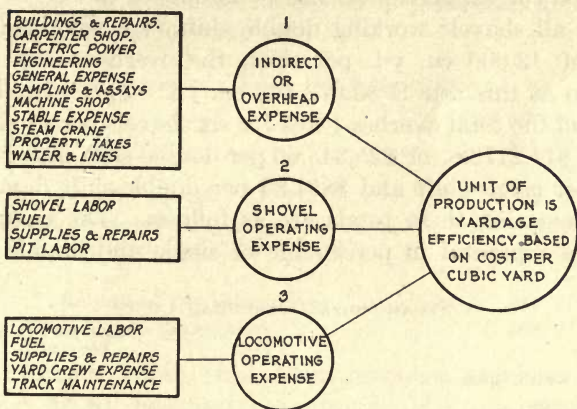 BUILDINGS & REPAIRS.
CARPENTER SHOP.
ELECTRIC POWER
ENGINEERING
GENERAL EXPENSE
SAMPLING & ASSAYS
MACHINE SHOP
STABLE EXPENSE
STEAM CRANE
PROPERTY TAXES
WATER & LINES
1
INDIRECT
OR
OVERHEAD
EXPENSE
SHOVEL LABOR
FUEL
SUPPLIES & REPAIRS
PIT LABOR
2
SHOVEL
OPERATING
EXPENSE
LOCOMOTIVE LABOR
FUEL
SUPPLIES & REPAIRS
YARD CREW EXPENSE
TRACK MAINTENANCE
3
LOCOMOTIVE
OPERATING
EXPENSE
UNIT OF
PRODUCTION IS
YARDAGE
EFFICIENCY. BASED
ON COST PER
CUBIC YARD